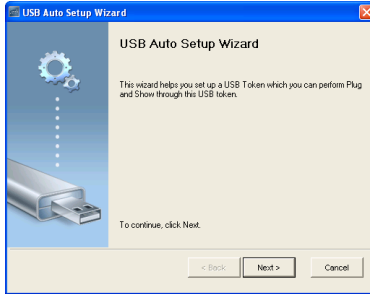 USB Auto Setup Wizard
USB Auto Setup Wizard
This wizard helps you set up a USB Token which you can perform Plug
and Show through this USB token.
To continue, click Next.
< Back
Next >
Cancel